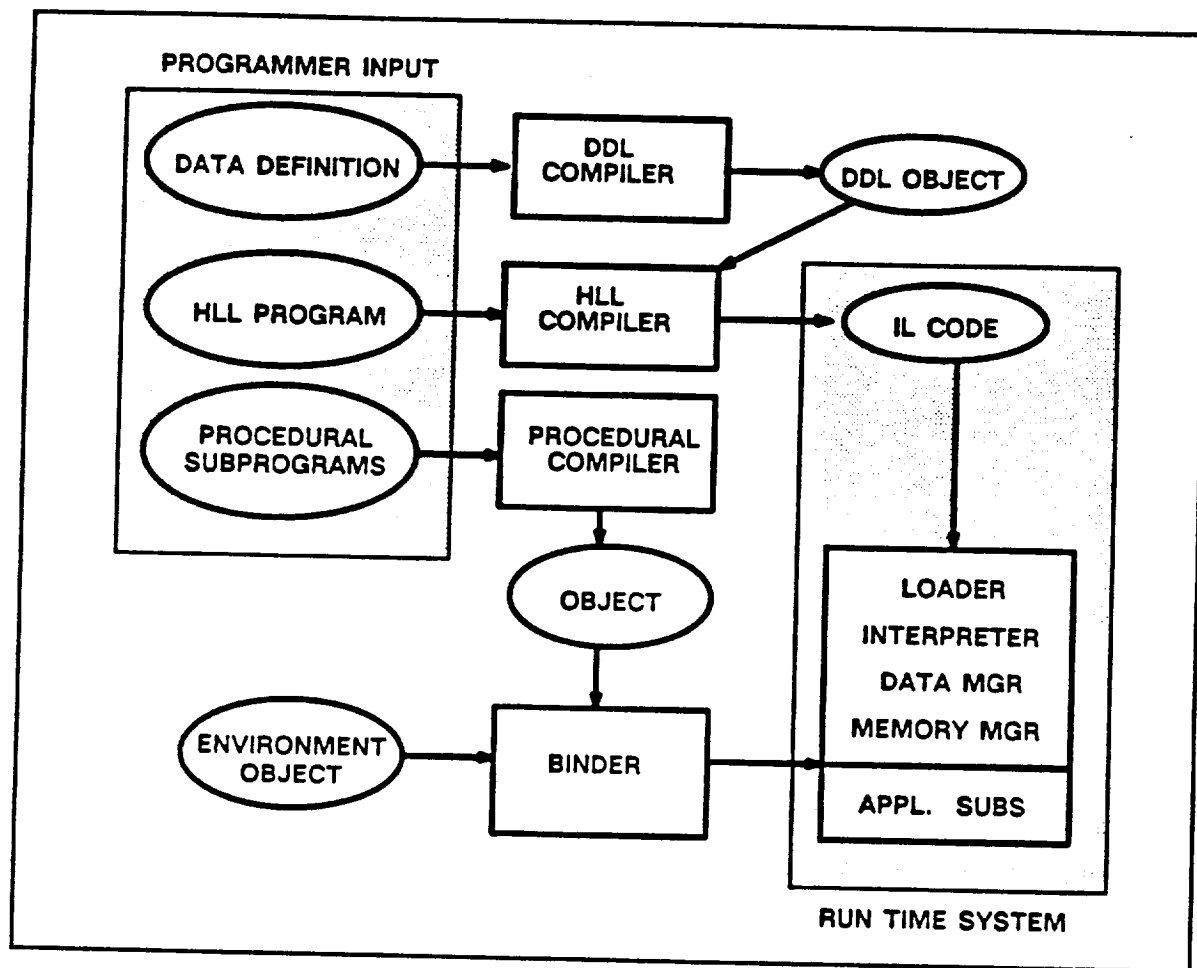 PROGRAMMER INPUT
DATA DEFINITION
DDL
COMPILER
DDL OBJECT
HLL PROGRAM
HLL
COMPILER
IL CODE
PROCEDURAL
SUBPROGRAMS
PROCEDURAL
COMPILER
OBJECT
LOADER
INTERPRETER
DATA MGR
MEMORY MGR
ENVIRONMENT
OBJECT
BINDER
APPL. SUBS
RUN TIME SYSTEM